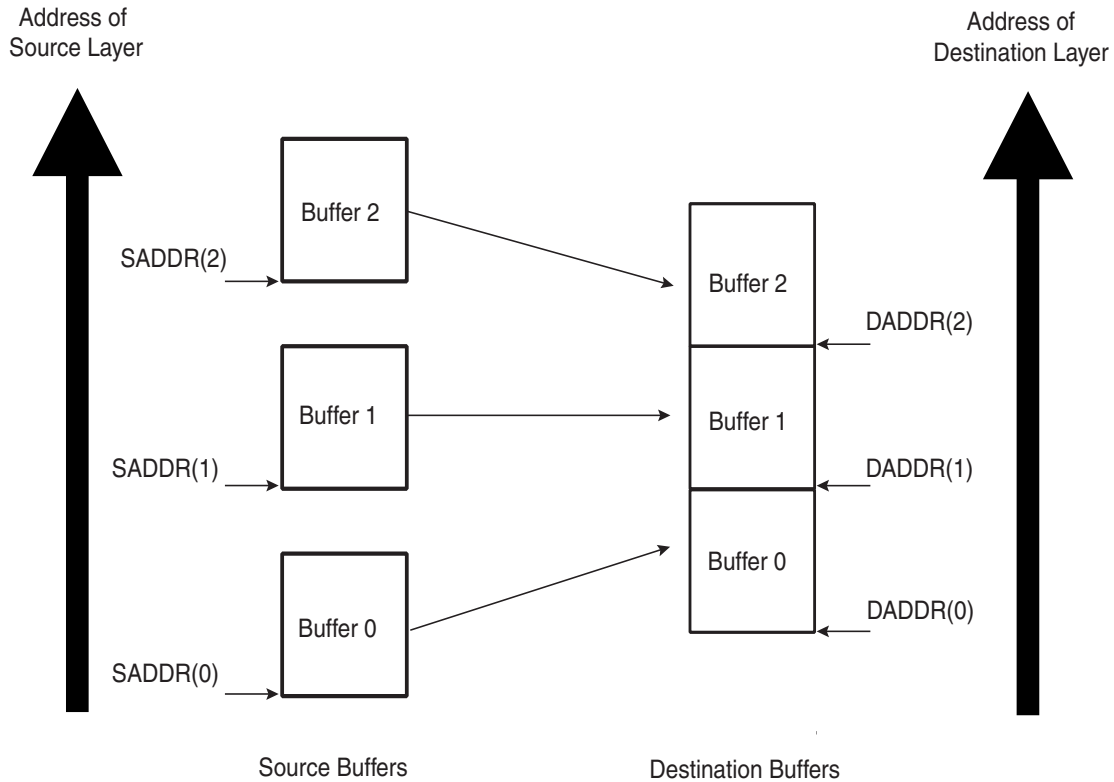 Address of
Source Layer
Address of
Destination Layer
Buffer 2
SADDR(2)
Buffer 2
DADDR(2)
Buffer 1
Buffer 1
SADDR(1)
DADDR(1)
Buffer 0
DADDR(0)
Buffer 0
SADDR(0)
Source Buffers
Destination Buffers